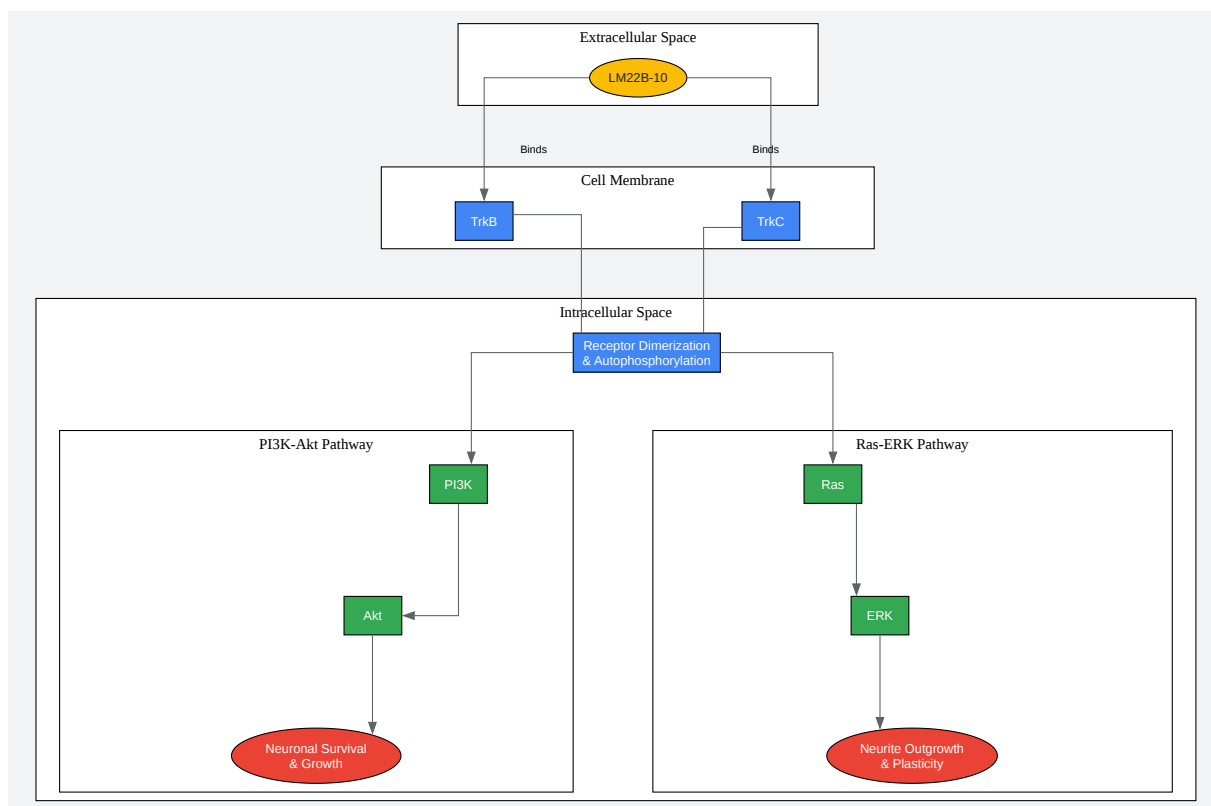 Extracellular Space
LM22B-10
Binds
Binds
Cell Membrane
TrkB
TrkC
Intracellular Space
Receptor Dimerization
& Autophosphorylation
PI3K-Akt Pathway
Ras-ERK Pathway
PI3K
Ras
Akt
ERK
Neuronal Survival
& Growth
Neurite Outgrowth
& Plasticity